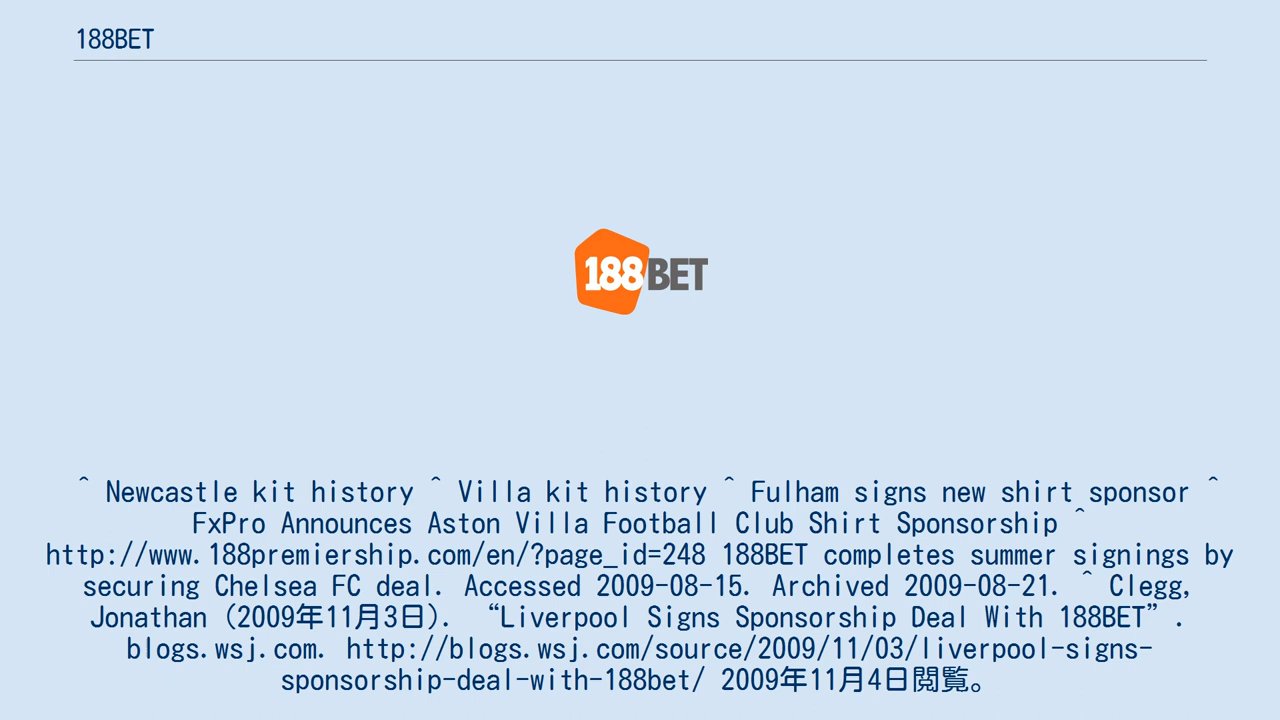 188BET
188BET
^ Newcastle kit history ^ Villa kit history ^ Fulham signs new shirt sponsor ^
FxPro Announces Aston Villa Football Club Shirt Sponsorship ^
http://www.188premiership.com/en/?page_id=248 188BET completes summer signings by
securing Chelsea FC deal. Accessed 2009-08-15. Archived 2009-08-21. ^ Clegg,
Jonathan (2009年11月3日). “Liverpool Signs Sponsorship Deal With 188BET”.
blogs.wsj.com. http://blogs.wsj.com/source/2009/11/03/liverpool-signs-
sponsorship-deal-with-188bet/ 2009年11月4日閲覧。